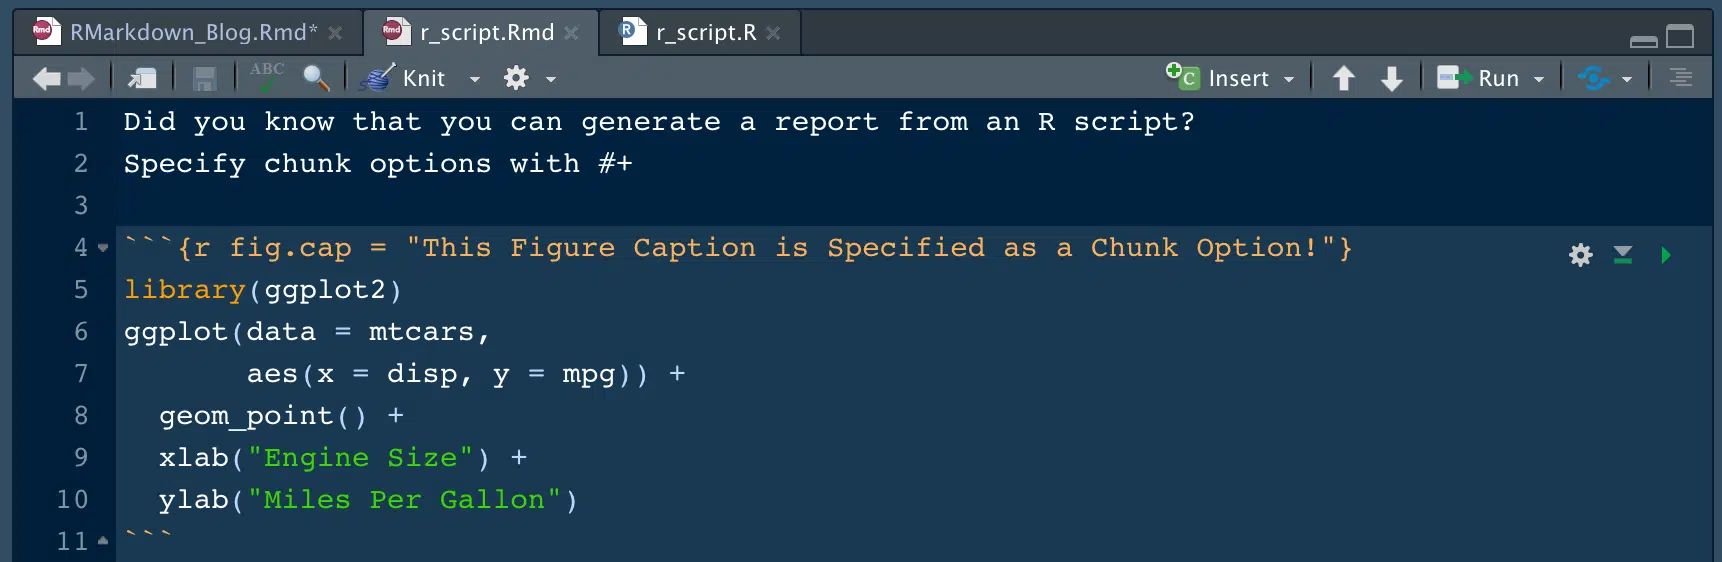 RMarkdown_Blog.Rmd* r_script.Rmd r_script.R
ABC Knit Insert Run
1 Did you know that you can generate a report from an R script?
2 Specify chunk options with #+
3
4 ```{r fig.cap = "This Figure Caption is Specified as a Chunk Option!"}
5 library(ggplot2)
6 ggplot(data = mtcars,
7        aes(x = disp, y = mpg)) +
8   geom_point() +
9   xlab("Engine Size") +
10   ylab("Miles Per Gallon")
11 ```